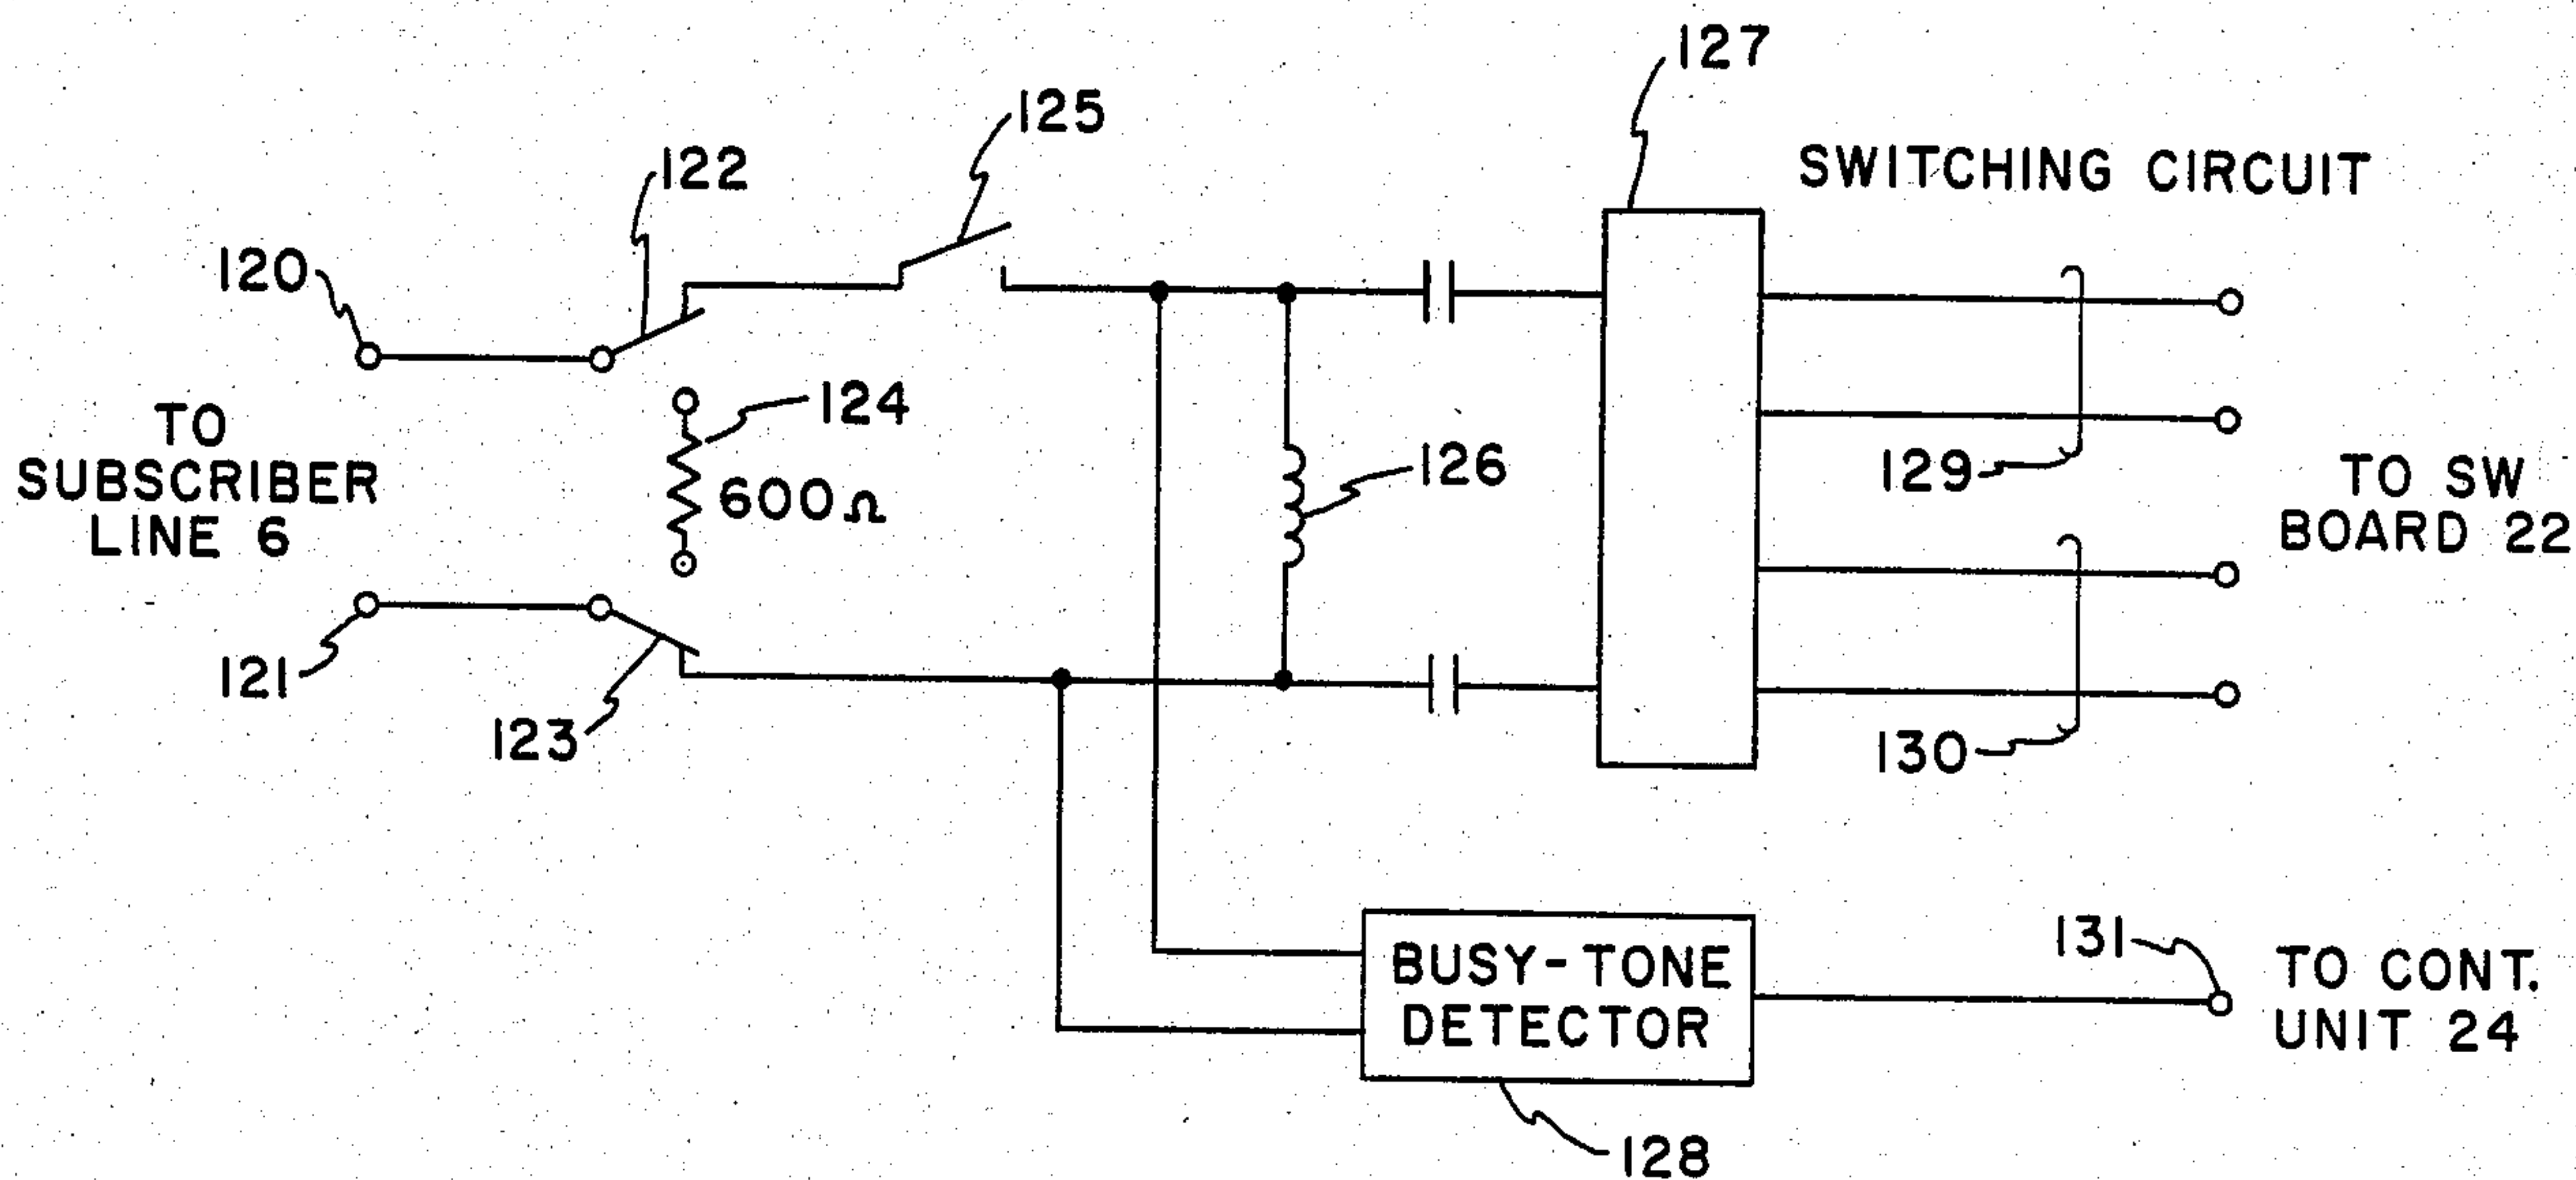 127
SWITCHING CIRCUIT
125
122
120
124
600Ω
TO
SUBSCRIBER
LINE 6
126
129
TO SW
BOARD 22
121
123
130
131
BUSY-TONE
DETECTOR
TO CONT.
UNIT 24
128